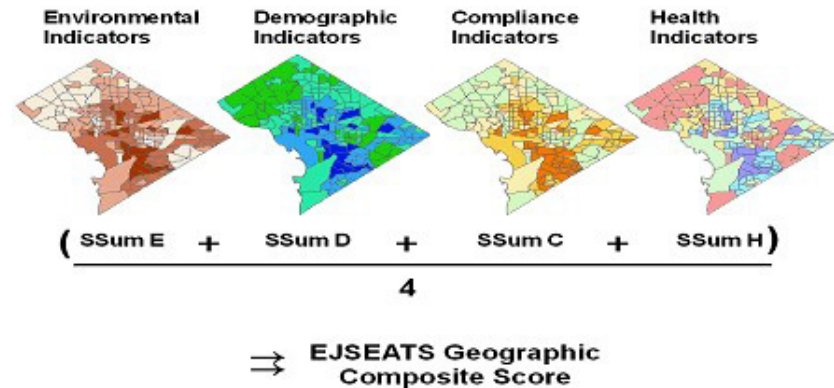 Environmental Indicators
Demographic Indicators
Compliance Indicators
Health Indicators
( SSum E + SSum D + SSum C + SSum H )
4
⇉ EJSEATS Geographic
Composite Score